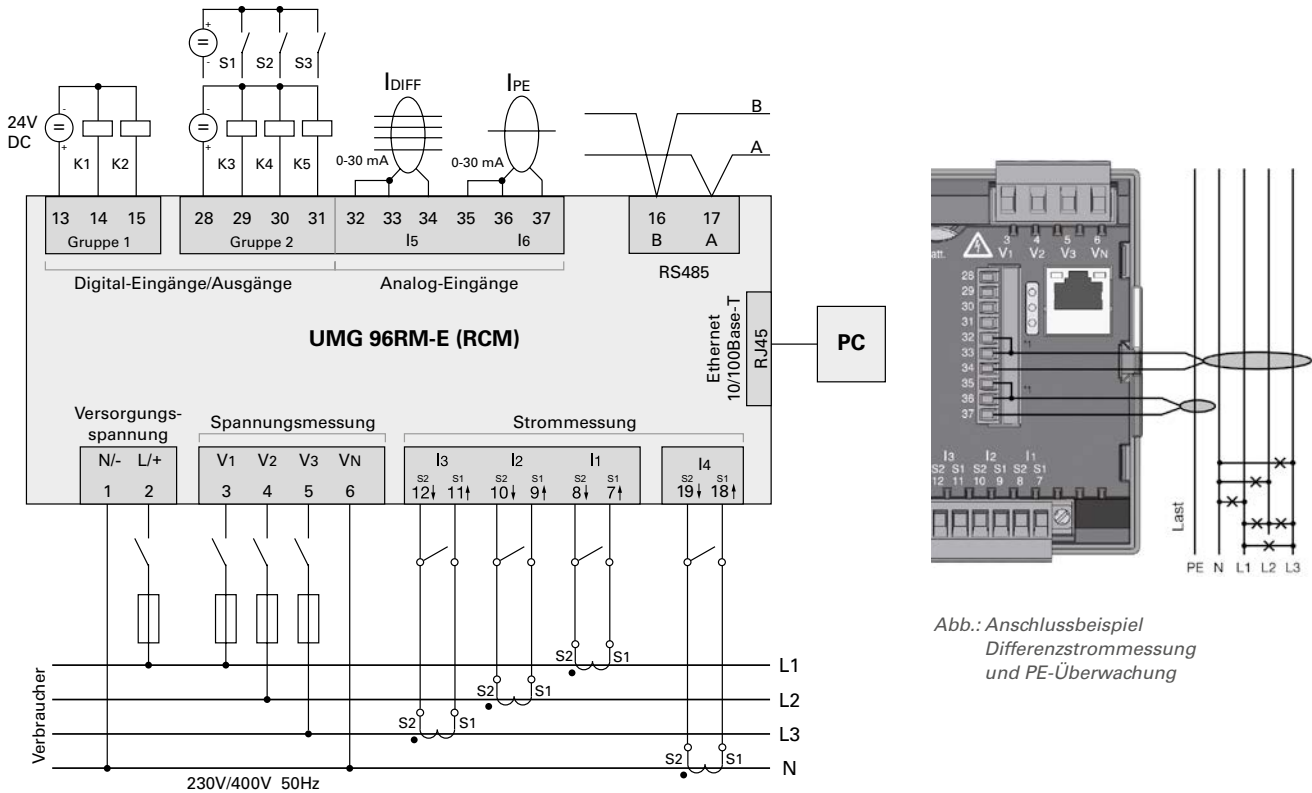 S1 S2 S3
IDIFF IPE
24V
DC
K1 K2 K3 K4 K5
0-30 mA 0-30 mA
B
A
13 14 15 28 29 30 31 32 33 34 35 36 37 16 17
Gruppe 1 Gruppe 2 I5 I6 B A
Digital-Eingänge/Ausgänge Analog-Eingänge RS485
UMG 96RM-E (RCM)
Ethernet
10/100Base-T
RJ45
PC
Versorgungs-
spannung
Spannungsmessung Strommessung
N/- L/+ V1 V2 V3 VN I3 I2 I1 I4
S2 S1 S2 S1 S2 S1 S2 S1
1 2 3 4 5 6 12 11 10 9 8 7 19 18
S2 S1 L1
S2 S1 L2
S2 S1 L3
S2 S1 N
Verbraucher
230V/400V 50Hz
3 4 5 6
V1 V2 V3 VN
att.
28
29
30
31
32
33 *1
34
35
36 *1
37
I3 I2 I1
S2 S1 S2 S1 S2 S1
12 11 10 9 8 7
Last
PE N L1 L2 L3
Abb.: Anschlussbeispiel
Differenzstrommessung
und PE-Überwachung